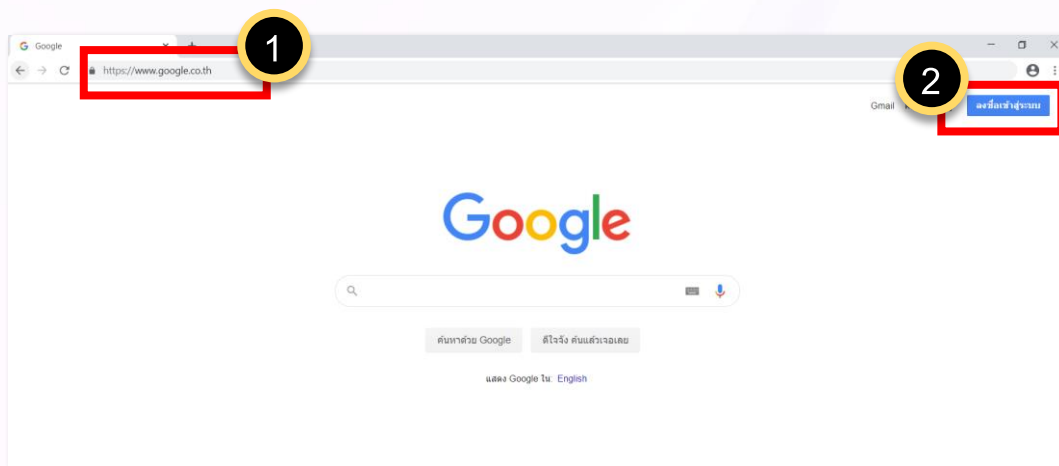 1
Google
https://www.google.co.th
2
Gmail
ลงชื่อเข้าสู่ระบบ
Google
ค้นหาด้วย Google
ดีใจจัง ค้นแล้วเจอเลย
แสดง Google ใน: English